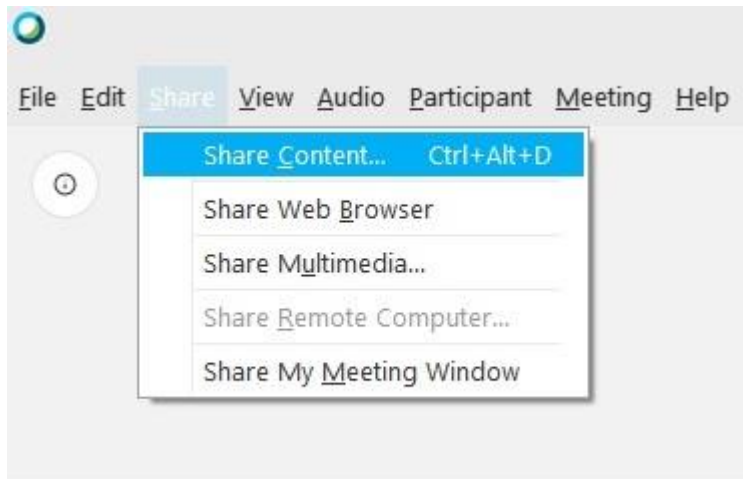 File Edit Share View Audio Participant Meeting Help
Share Content... Ctrl+Alt+D
Share Web Browser
Share Multimedia...
Share Remote Computer...
Share My Meeting Window